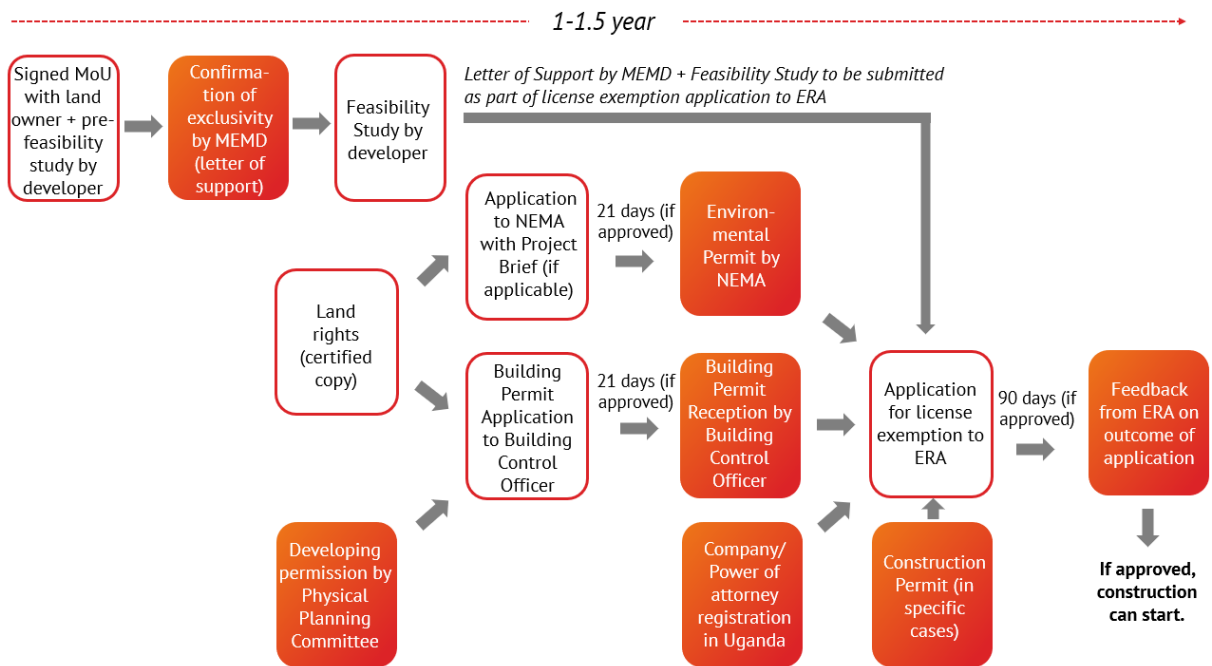 1-1.5 year
Signed MoU
with land
owner + pre-
feasibility
study by
developer
Confirma-
tion of
exclusivity
by MEMD
(letter of
support)
Feasibility
Study by
developer
Letter of Support by MEMD + Feasibility Study to be submitted
as part of license exemption application to ERA
Application
to NEMA
with Project
Brief (if
applicable)
21 days (if
approved)
Environ-
mental
Permit by
NEMA
Land
rights
(certified
copy)
Building
Permit
Application
to Building
Control
Officer
21 days (if
approved)
Building
Permit
Reception by
Building
Control
Officer
Application
for license
exemption to
ERA
90 days (if
approved)
Feedback
from ERA on
outcome of
application
Developing
permission by
Physical
Planning
Committee
Company/
Power of
attorney
registration
in Uganda
Construction
Permit (in
specific
cases)
If approved,
construction
can start.